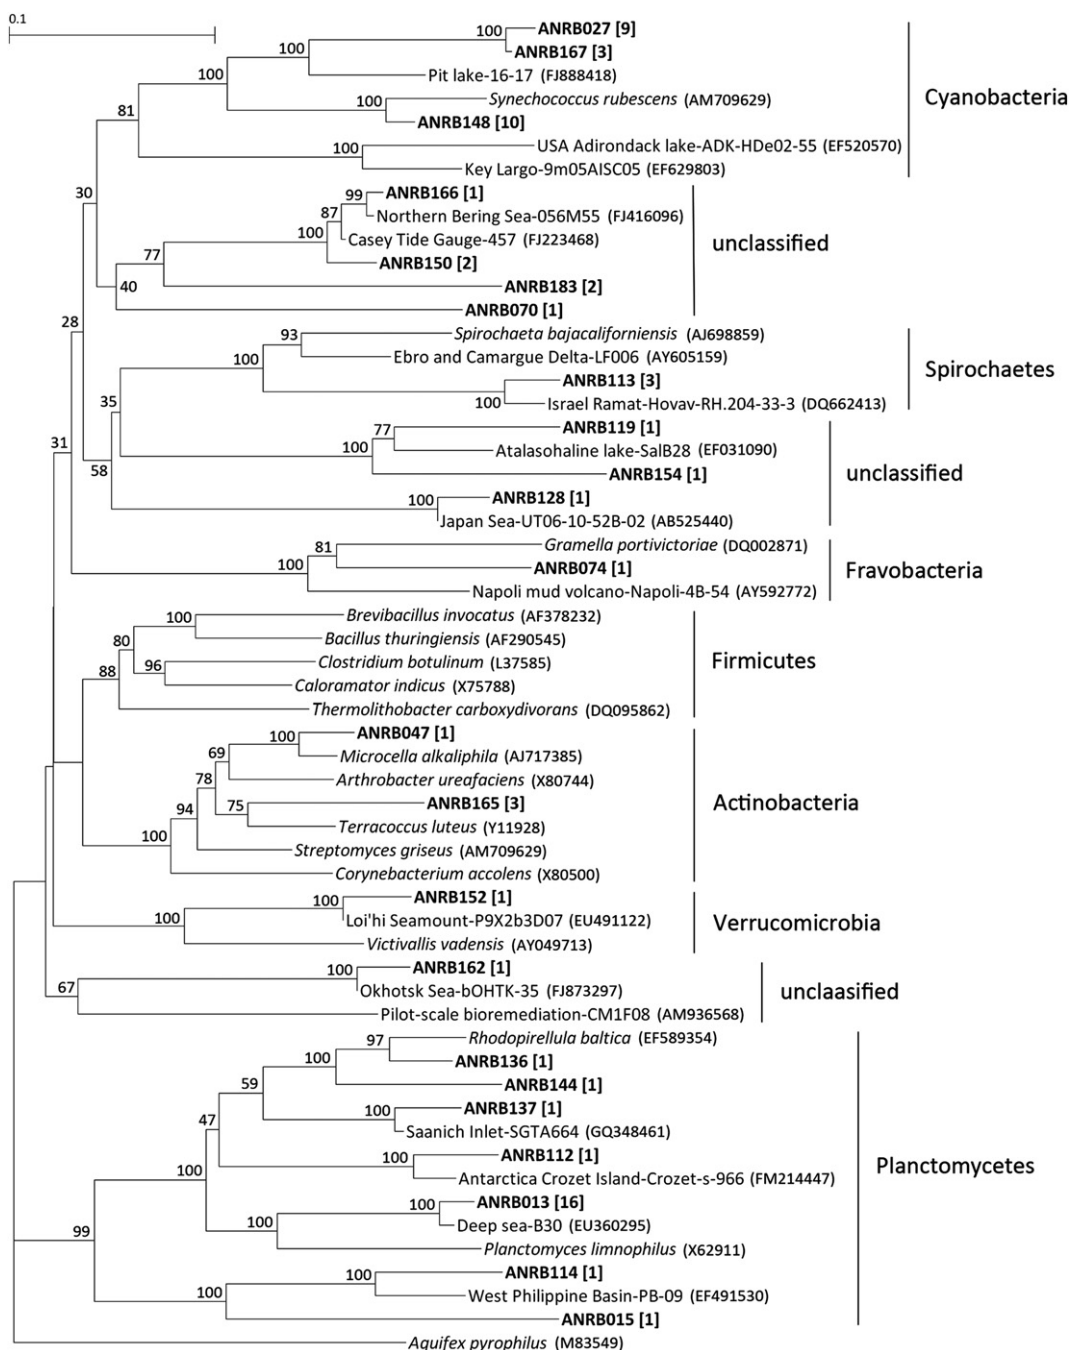 0.1
100 ANRB027 [9]
ANRB167 [3]
100
Pit lake-16-17 (FJ888418)
100
Synechococcus rubescens (AM709629)
100
ANRB148 [10]
Cyanobacteria
81
USA Adirondack lake-ADK-HDe02-55 (EF520570)
100
Key Largo-9m05AISC05 (EF629803)
30
99 ANRB166 [1]
87
Northern Bering Sea-056M55 (FJ416096)
100
Casey Tide Gauge-457 (FJ223468)
unclassified
77
ANRB150 [2]
40
ANRB183 [2]
ANRB070 [1]
28
93
Spirochaeta bajacaliforniensis (AJ698859)
100
Ebro and Camargue Delta-LF006 (AY605159)
Spirochaetes
ANRB113 [3]
100
Israel Ramat-Hovav-RH.204-33-3 (DQ662413)
35
77
ANRB119 [1]
31
100
Atalasohaline lake-SalB28 (EF031090)
58
ANRB154 [1]
unclassified
100
ANRB128 [1]
Japan Sea-UT06-10-52B-02 (AB525440)
81
Gramella portivictoriae (DQ002871)
100
ANRB074 [1]
Fravobacteria
Napoli mud volcano-Napoli-4B-54 (AY592772)
100
Brevibacillus invocatus (AF378232)
80
Bacillus thuringiensis (AF290545)
96
Clostridium botulinum (L37585)
Firmicutes
88
Caloramator indicus (X75788)
Thermolithobacter carboxydivorans (DQ095862)
100
ANRB047 [1]
69
Microcella alkaliphila (AJ717385)
78
Arthrobacter ureafaciens (X80744)
94
75
ANRB165 [3]
Actinobacteria
100
Terracoccus luteus (Y11928)
Streptomyces griseus (AM709629)
Corynebacterium accolens (X80500)
100
ANRB152 [1]
100
Loi'hi Seamount-P9X2b3D07 (EU491122)
Verrucomicrobia
Victivallis vadensis (AY049713)
100
ANRB162 [1]
67
Okhotsk Sea-bOHTK-35 (FJ873297)
unclaasified
Pilot-scale bioremediation-CM1F08 (AM936568)
97
Rhodopirellula baltica (EF589354)
100
ANRB136 [1]
59
ANRB144 [1]
47
100
ANRB137 [1]
Saanich Inlet-SGTA664 (GQ348461)
100
100
ANRB112 [1]
Planctomycetes
Antarctica Crozet Island-Crozet-s-966 (FM214447)
100
ANRB013 [16]
99
100
Deep sea-B30 (EU360295)
Planctomyces limnophilus (X62911)
100
ANRB114 [1]
100
West Philippine Basin-PB-09 (EF491530)
ANRB015 [1]
Aquifex pyrophilus (M83549)